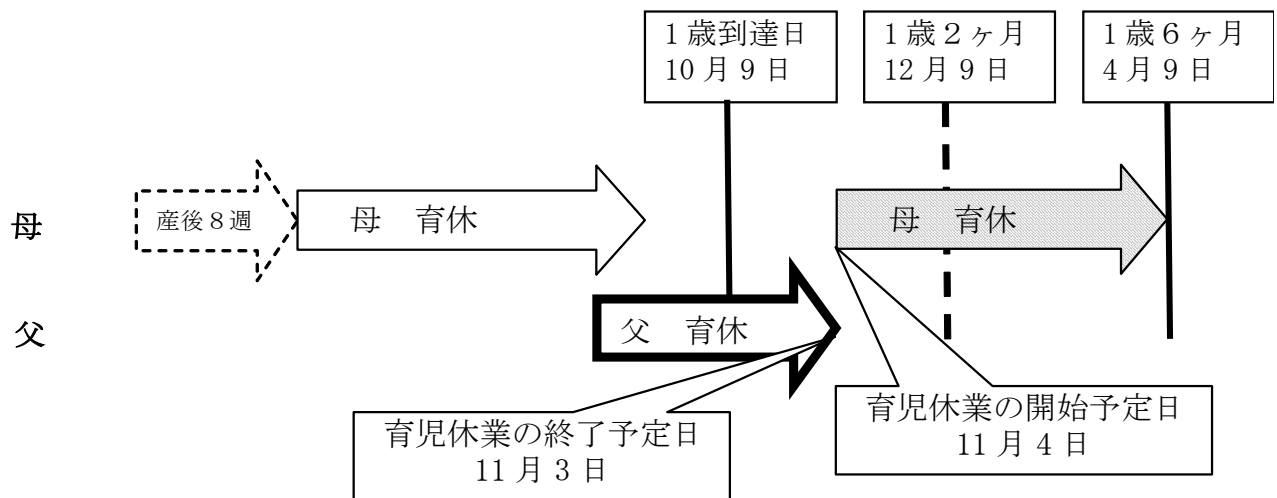 1歳到達日
10月9日
1歳2ヶ月
12月9日
1歳6ヶ月
4月9日
母
産後8週
母 育休
母 育休
父
父 育休
育児休業の終了予定日
11月3日
育児休業の開始予定日
11月4日